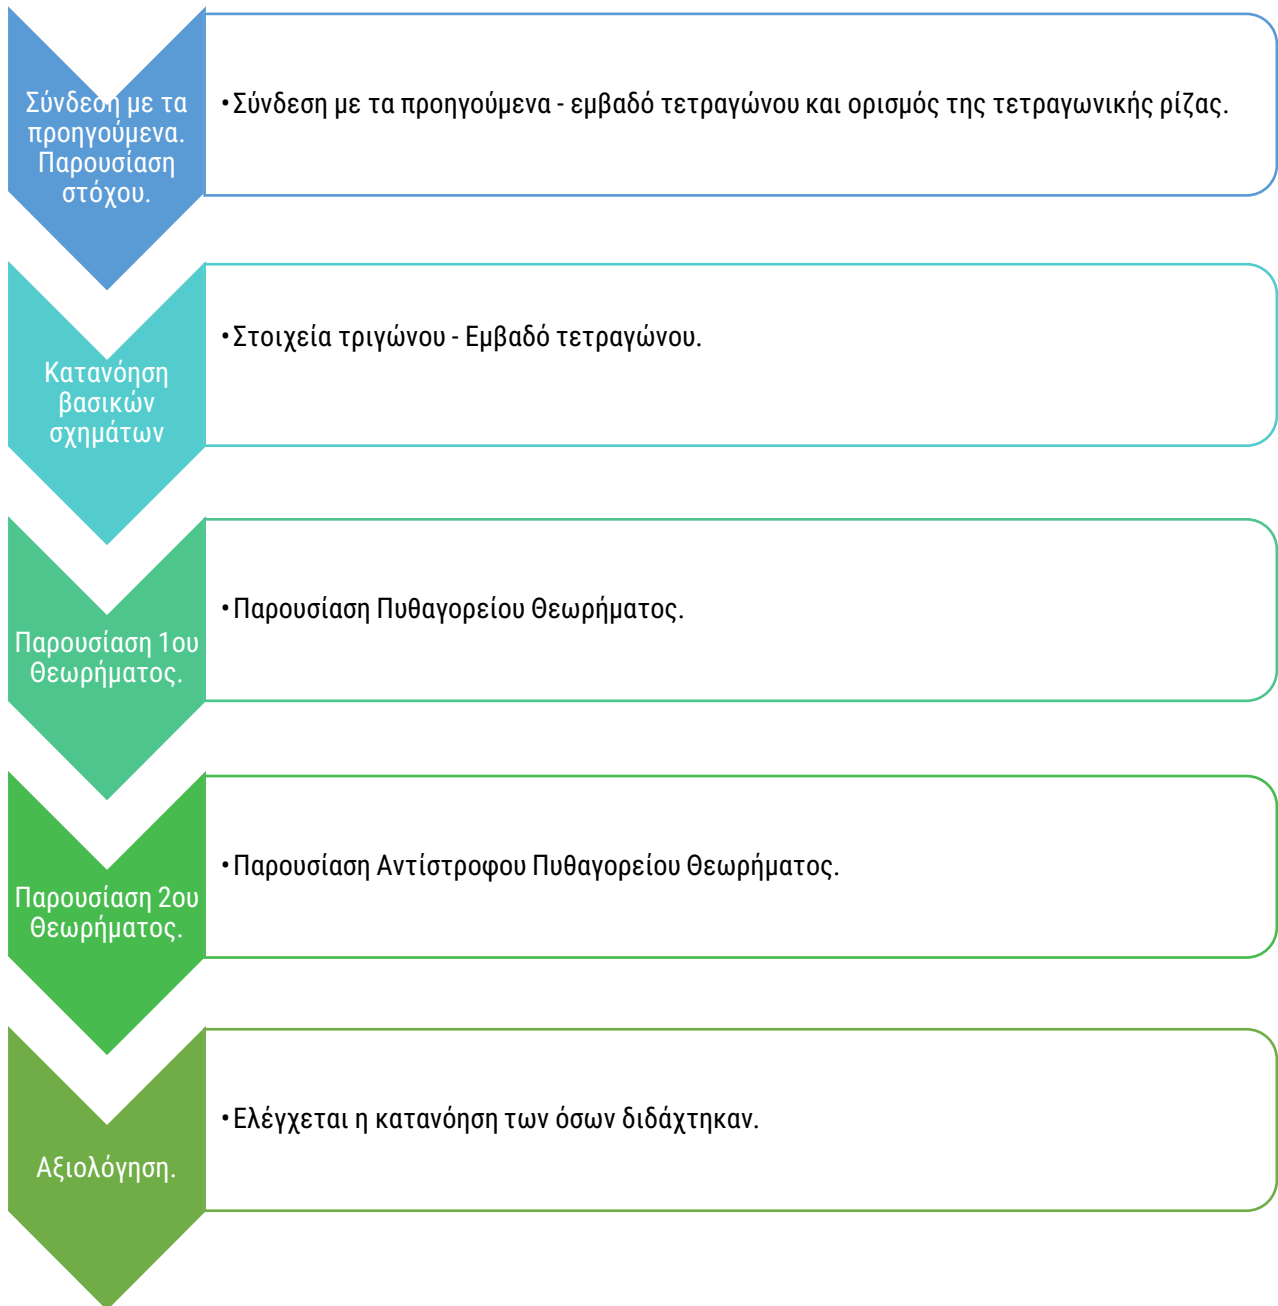 Σύνδεση με τα
προηγούμενα.
Παρουσίαση
στόχου.
•Σύνδεση με τα προηγούμενα - εμβαδό τετραγώνου και ορισμός της τετραγωνικής ρίζας.
Κατανόηση
βασικών
σχημάτων
•Στοιχεία τριγώνου - Εμβαδό τετραγώνου.
Παρουσίαση 1ου
Θεωρήματος.
•Παρουσίαση Πυθαγορείου Θεωρήματος.
Παρουσίαση 2ου
Θεωρήματος.
•Παρουσίαση Αντίστροφου Πυθαγορείου Θεωρήματος.
Αξιολόγηση.
•Ελέγχεται η κατανόηση των όσων διδάχτηκαν.